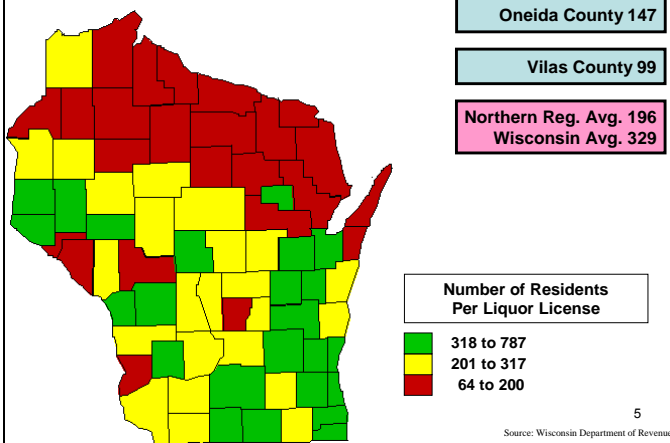 Oneida County 147
Vilas County 99
Northern Reg. Avg. 196
Wisconsin Avg. 329
Number of Residents
Per Liquor License
318 to 787
201 to 317
64 to 200
5
Source: Wisconsin Department of Revenue